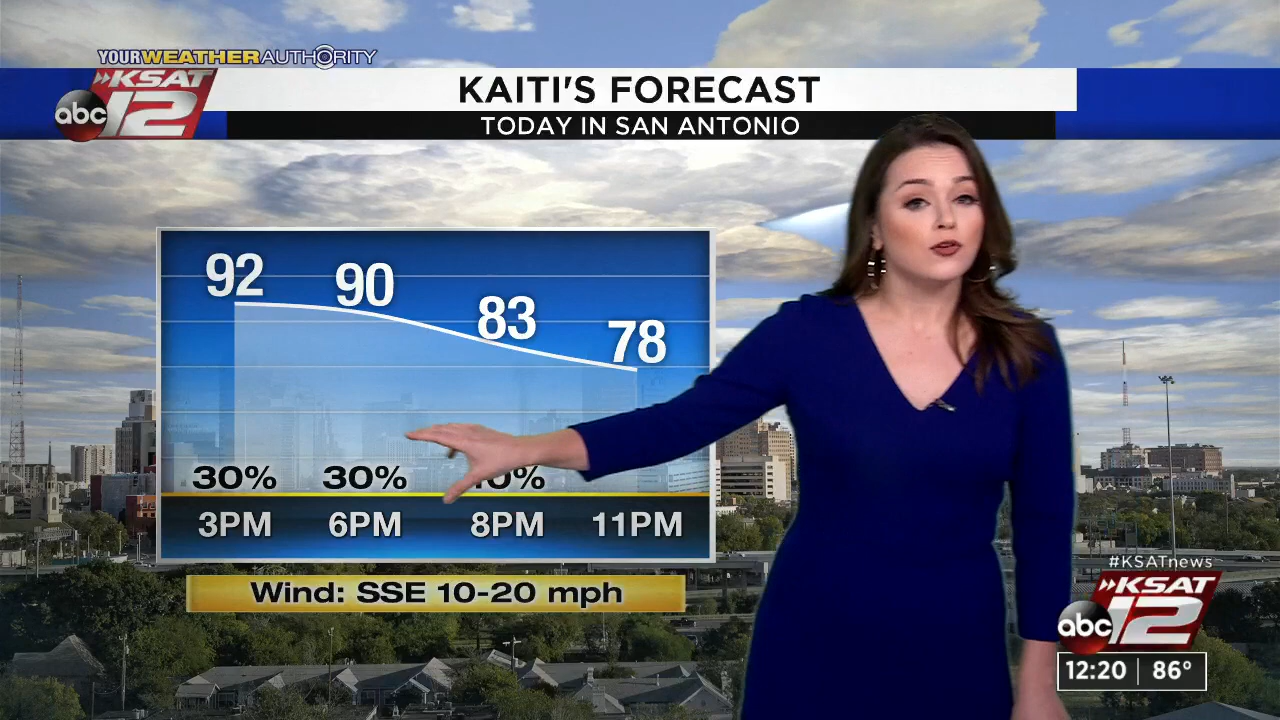 YOURWEATHERAUTHORITY
KSAT
abc 12
KAITI'S FORECAST
TODAY IN SAN ANTONIO
92 90 83 78
30% 30% 0%
3PM 6PM 8PM 11PM
Wind: SSE 10-20 mph
#KSATnews
KSAT
abc 12
12:20 86°